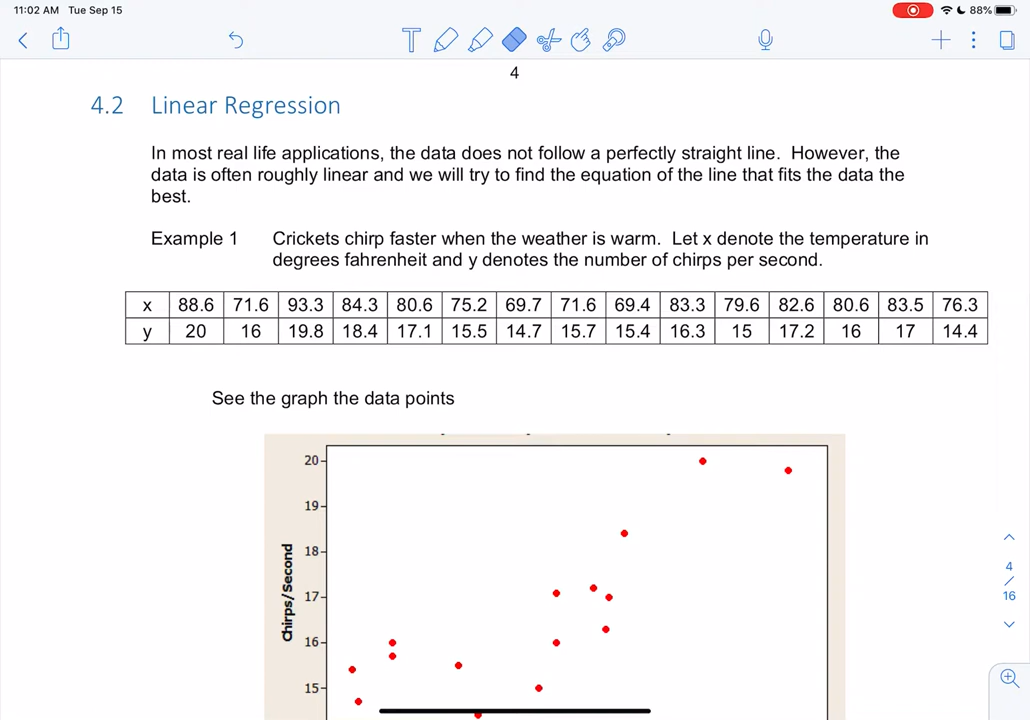 11:02 AM Tue Sep 15 88%
4
4.2 Linear Regression
In most real life applications, the data does not follow a perfectly straight line. However, the
data is often roughly linear and we will try to find the equation of the line that fits the data the
best.
Example 1 Crickets chirp faster when the weather is warm. Let x denote the temperature in
degrees fahrenheit and y denotes the number of chirps per second.
x 88.6 71.6 93.3 84.3 80.6 75.2 69.7 71.6 69.4 83.3 79.6 82.6 80.6 83.5 76.3
y 20 16 19.8 18.4 17.1 15.5 14.7 15.7 15.4 16.3 15 17.2 16 17 14.4
See the graph the data points
20
19
18
17
16
15
Chirps/Second
4
/
16